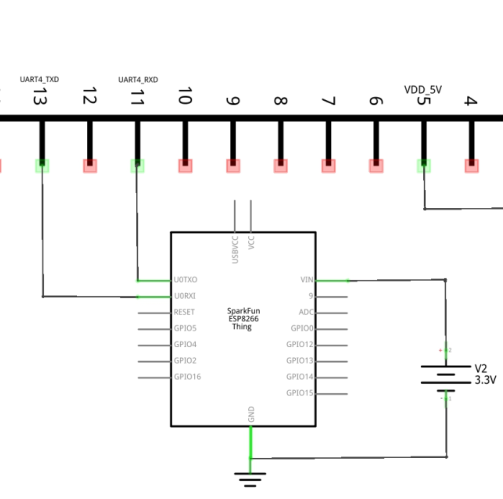 UART4_TXD
UART4_RXD
VDD_5V
13
12
11
10
9
8
7
6
5
4
USBVCC
VCC
U0TXO
U0RXI
RESET
GPIO5
GPIO4
GPIO2
GPIO16
SparkFun
ESP8266
Thing
VIN
9
ADC
GPIO0
GPIO12
GPIO13
GPIO14
GPIO15
GND
V2
3.3V